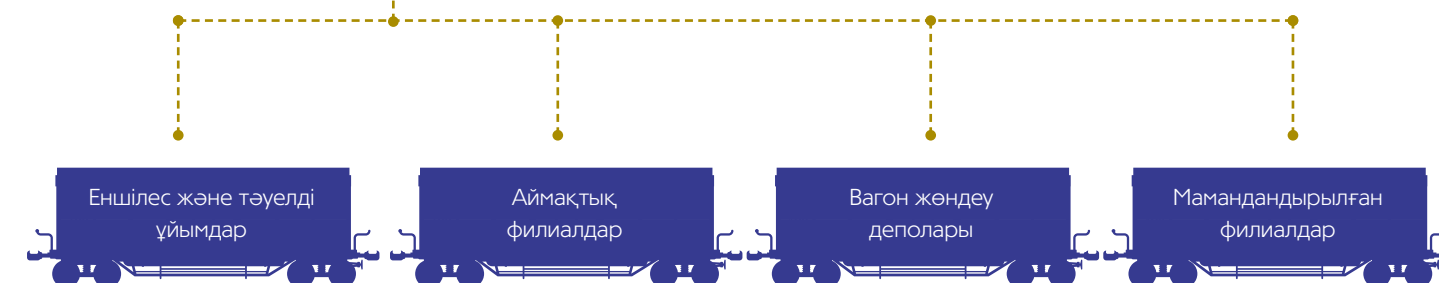 Еншілес және тәуелді
ұйымдар
Аймақтық
филиалдар
Вагон жөндеу
деполары
Мамандандырылған
филиалдар